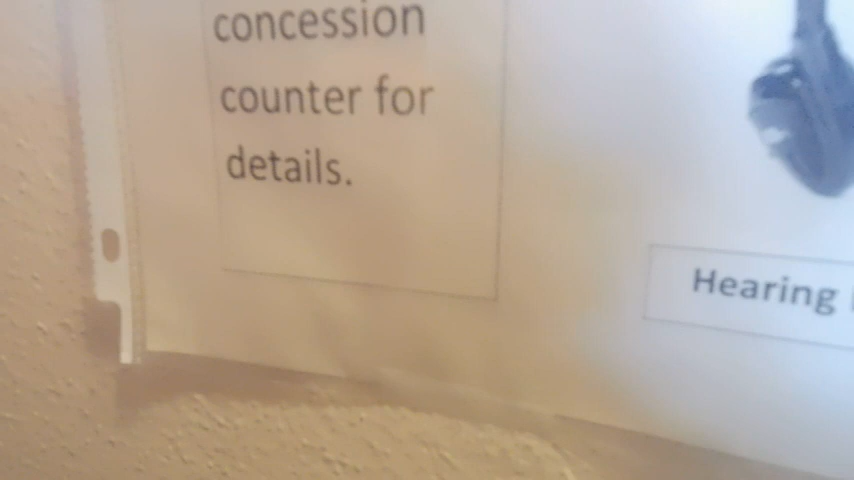 concession
counter for
details.
Hearing